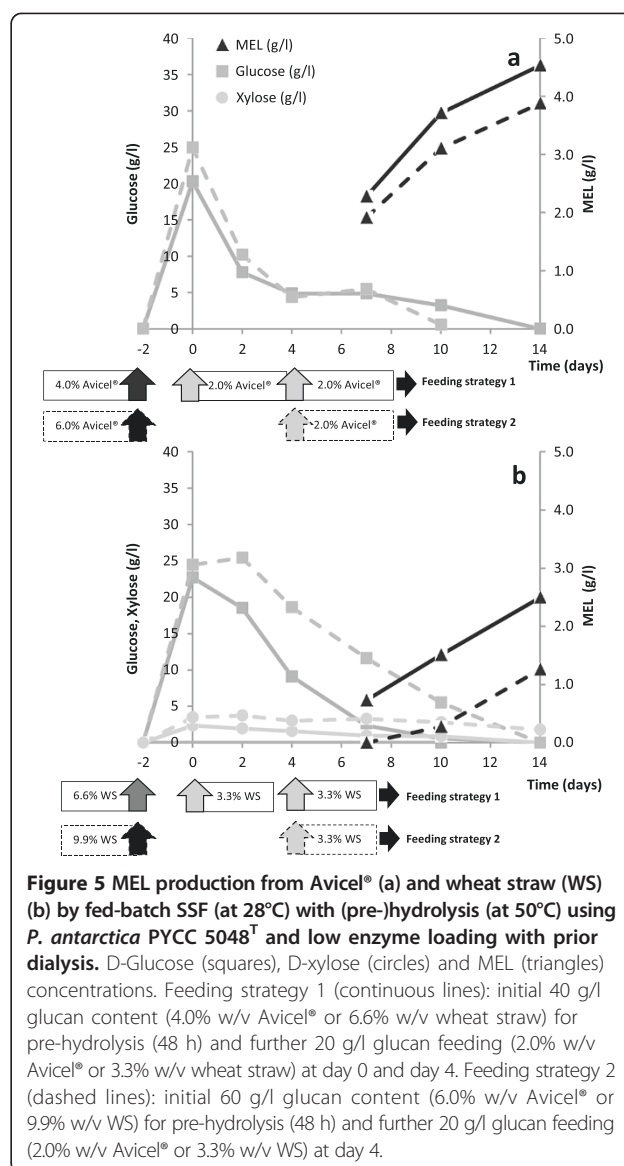 MEL (g/l)
Glucose (g/l)
Xylose (g/l)
a
40
35
30
25
20
15
10
5
0
Glucose (g/l)
5.0
4.0
3.0
2.0
1.0
0.0
MEL (g/l)
-2 0 2 4 6 8 10 12 14
Time (days)
4.0% Avicel® 2.0% Avicel® 2.0% Avicel® Feeding strategy 1
6.0% Avicel® 2.0% Avicel® Feeding strategy 2
b
40
35
30
25
20
15
10
5
0
Glucose, Xylose (g/l)
5.0
4.0
3.0
2.0
1.0
0.0
MEL (g/l)
-2 0 2 4 6 8 10 12 14
Time (days)
6.6% WS 3.3% WS 3.3% WS Feeding strategy 1
9.9% WS 3.3% WS Feeding strategy 2
Figure 5 MEL production from Avicel® (a) and wheat straw (WS)
(b) by fed-batch SSF (at 28°C) with (pre-)hydrolysis (at 50°C) using
P. antarctica PYCC 5048ᵀ and low enzyme loading with prior
dialysis. D-Glucose (squares), D-xylose (circles) and MEL (triangles)
concentrations. Feeding strategy 1 (continuous lines): initial 40 g/l
glucan content (4.0% w/v Avicel® or 6.6% w/v wheat straw) for
pre-hydrolysis (48 h) and further 20 g/l glucan feeding (2.0% w/v
Avicel® or 3.3% w/v wheat straw) at day 0 and day 4. Feeding strategy 2
(dashed lines): initial 60 g/l glucan content (6.0% w/v Avicel® or
9.9% w/v WS) for pre-hydrolysis (48 h) and further 20 g/l glucan feeding
(2.0% w/v Avicel® or 3.3% w/v WS) at day 4.